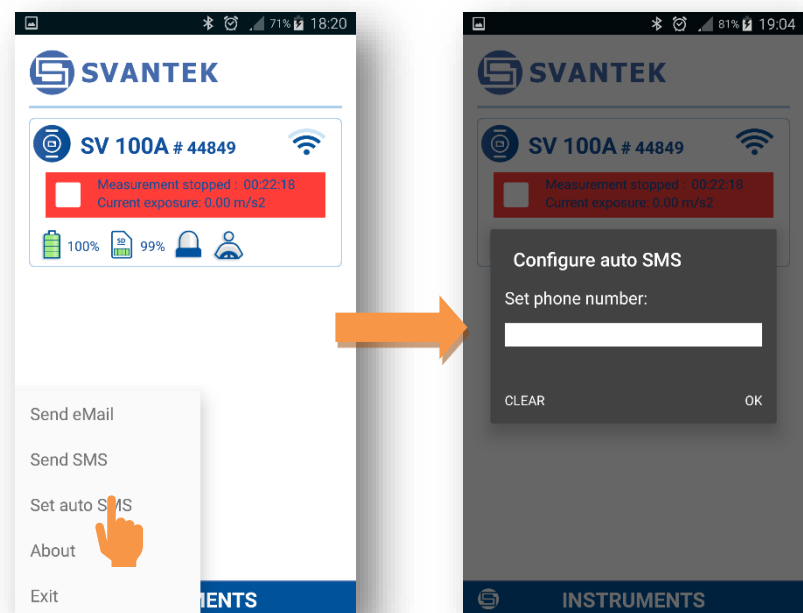 71% 18:20
SVANTEK
SV 100A # 44849
Measurement stopped : 00:22:18
Current exposure: 0.00 m/s2
100% SD 99%
Send eMail
Send SMS
Set auto SMS
About
Exit
MENTS
81% 19:04
SVANTEK
SV 100A # 44849
Measurement stopped : 00:22:18
Current exposure: 0.00 m/s2
Configure auto SMS
Set phone number:
CLEAR OK
INSTRUMENTS